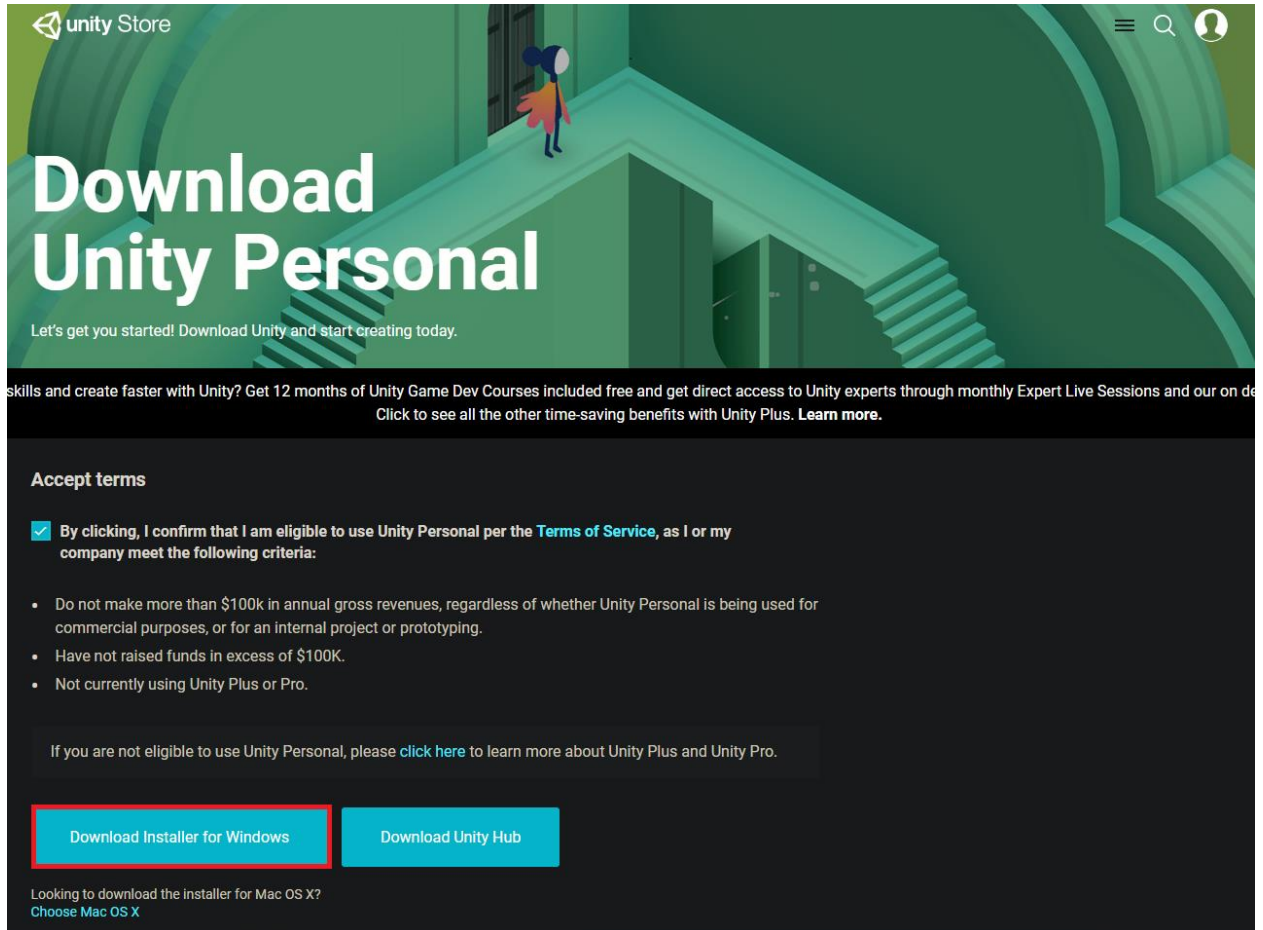 unity Store
Download
Unity Personal
Let's get you started! Download Unity and start creating today.
skills and create faster with Unity? Get 12 months of Unity Game Dev Courses included free and get direct access to Unity experts through monthly Expert Live Sessions and our on de
Click to see all the other time-saving benefits with Unity Plus. Learn more.
Accept terms
By clicking, I confirm that I am eligible to use Unity Personal per the Terms of Service, as I or my
company meet the following criteria:
• Do not make more than $100k in annual gross revenues, regardless of whether Unity Personal is being used for
commercial purposes, or for an internal project or prototyping.
• Have not raised funds in excess of $100K.
• Not currently using Unity Plus or Pro.
If you are not eligible to use Unity Personal, please click here to learn more about Unity Plus and Unity Pro.
Download Installer for Windows
Download Unity Hub
Looking to download the installer for Mac OS X?
Choose Mac OS X